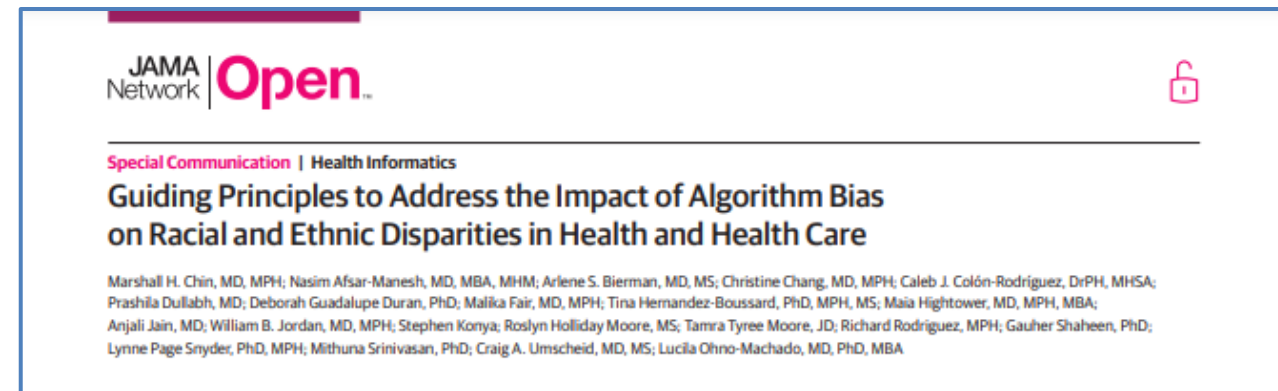 JAMA
Network | Open™
Special Communication | Health Informatics
Guiding Principles to Address the Impact of Algorithm Bias
on Racial and Ethnic Disparities in Health and Health Care
Marshall H. Chin, MD, MPH; Nasim Afsar-Manesh, MD, MBA, MHM; Arlene S. Bierman, MD, MS; Christine Chang, MD, MPH; Caleb J. Colón-Rodríguez, DrPH, MHSA;
Prashila Dullabh, MD; Deborah Guadalupe Duran, PhD; Malika Fair, MD, MPH; Tina Hernandez-Boussard, PhD, MPH, MS; Maia Hightower, MD, MPH, MBA;
Anjali Jain, MD; William B. Jordan, MD, MPH; Stephen Konya; Roslyn Holliday Moore, MS; Tamra Tyree Moore, JD; Richard Rodriguez, MPH; Gauher Shaheen, PhD;
Lynne Page Snyder, PhD, MPH; Mithuna Srinivasan, PhD; Craig A. Umscheid, MD, MS; Lucila Ohno-Machado, MD, PhD, MBA